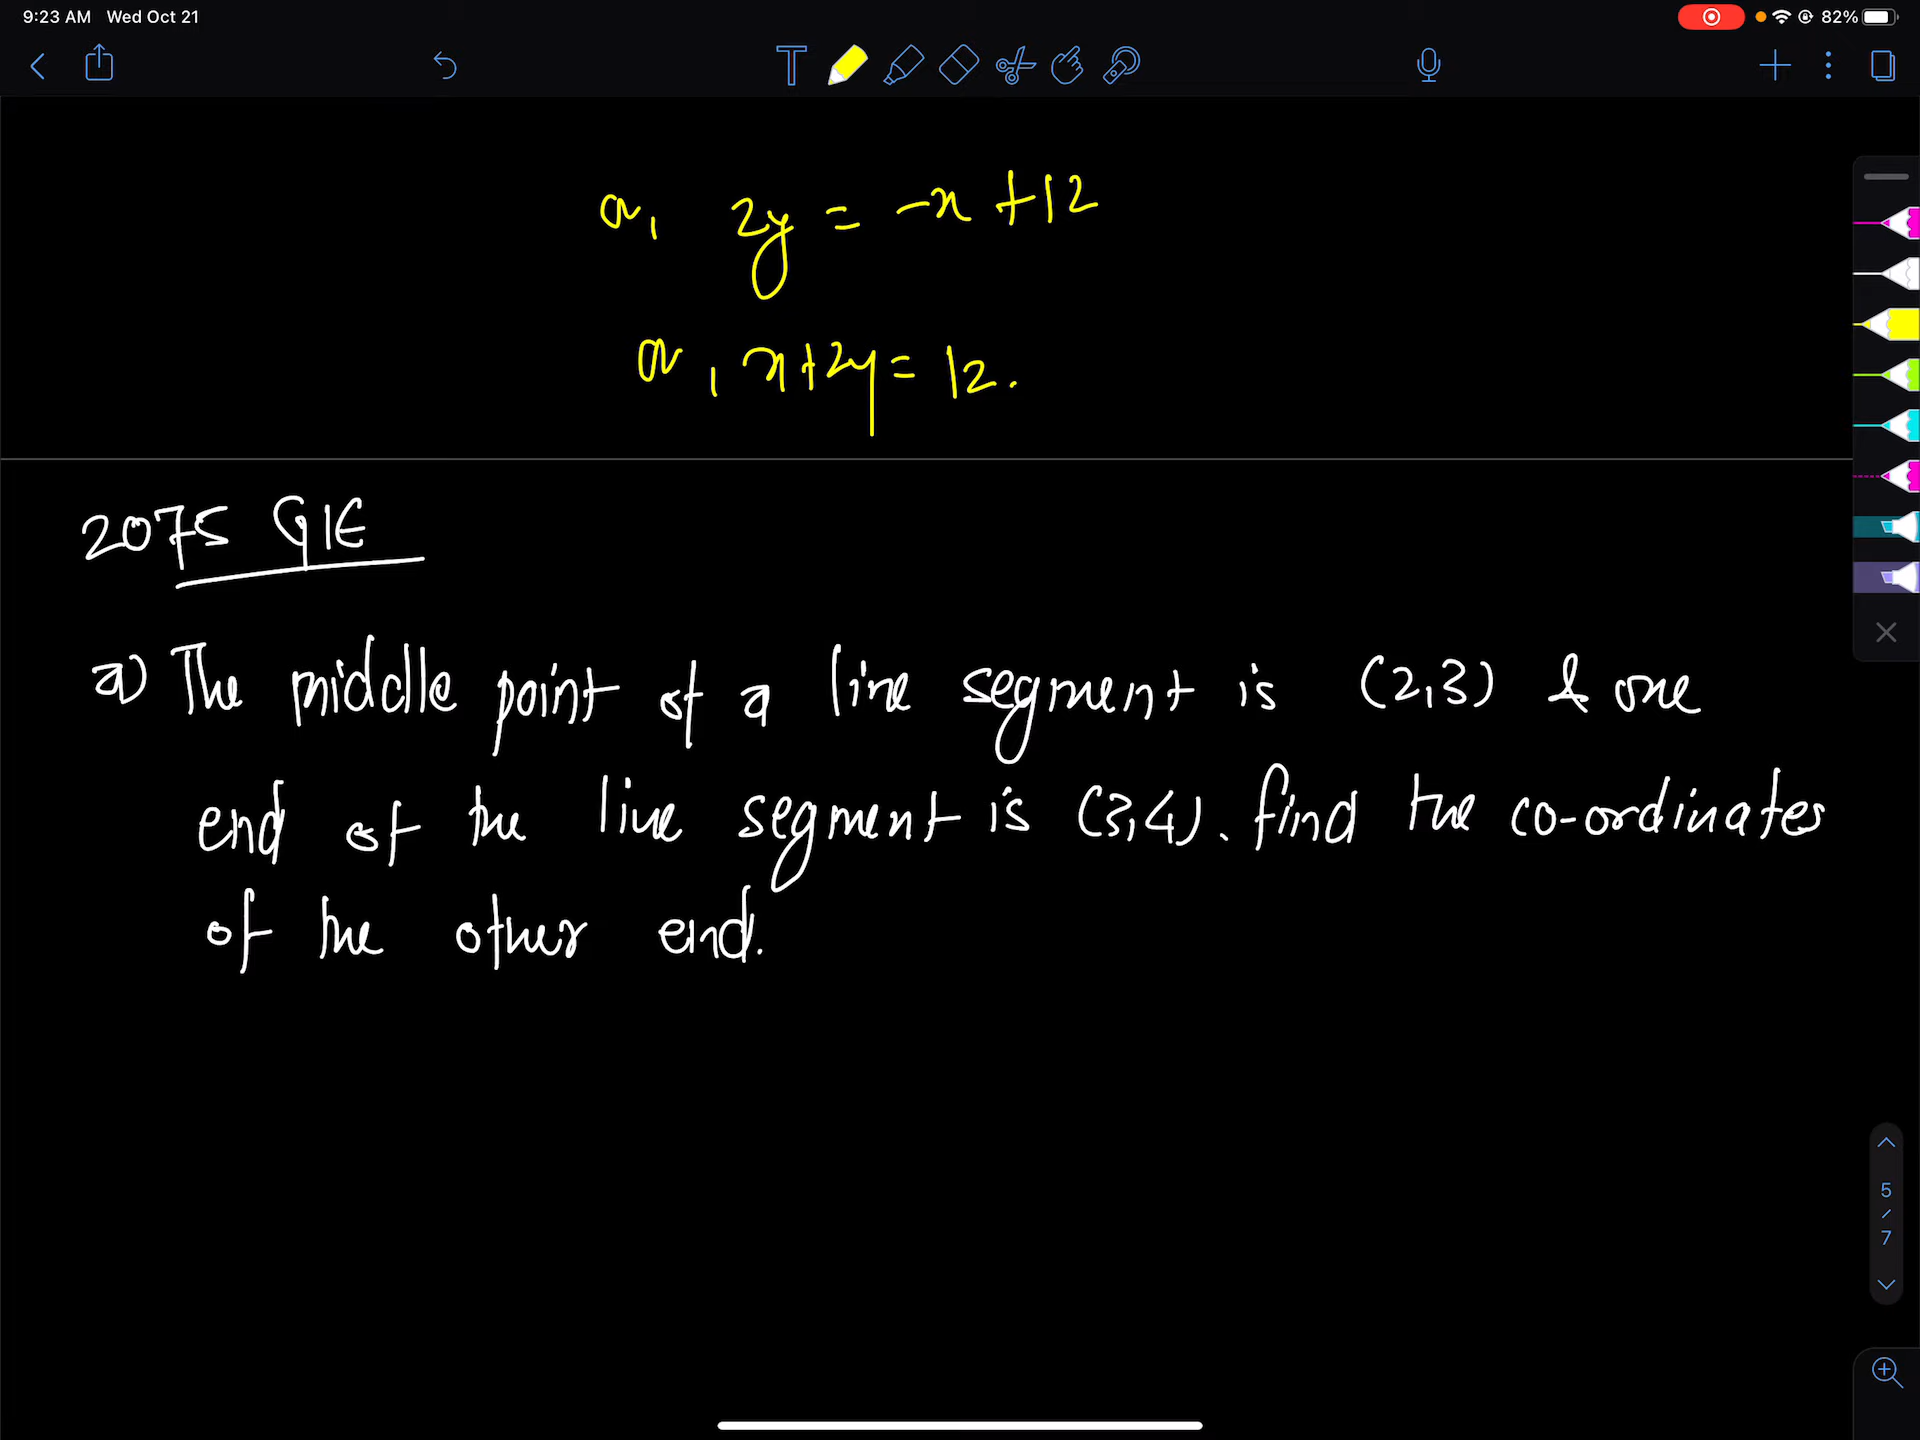 9:23 AM Wed Oct 21
82%
or, 2y = -x + 12
or, x + 2y = 12.
2075 GIE
a) The middle point of a line segment is (2,3) & one
end of the line segment is (3,4). find the co-ordinates
of the other end.
5
/
7